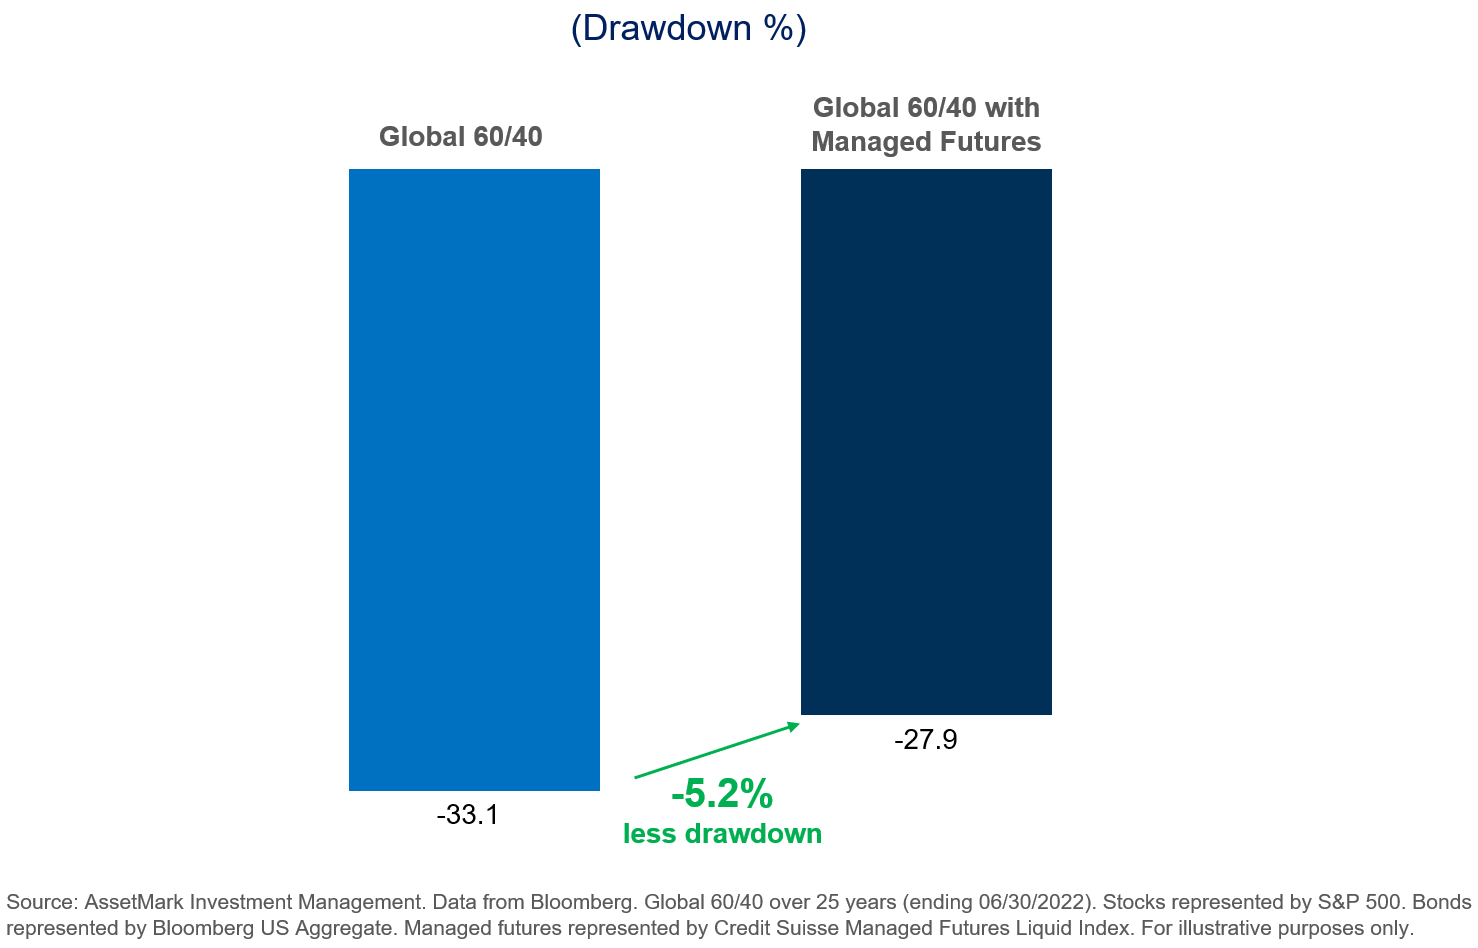 (Drawdown %)
Global 60/40
Global 60/40 with
Managed Futures
-33.1
-27.9
-5.2%
less drawdown
Source: AssetMark Investment Management. Data from Bloomberg. Global 60/40 over 25 years (ending 06/30/2022). Stocks represented by S&P 500. Bonds
represented by Bloomberg US Aggregate. Managed futures represented by Credit Suisse Managed Futures Liquid Index. For illustrative purposes only.